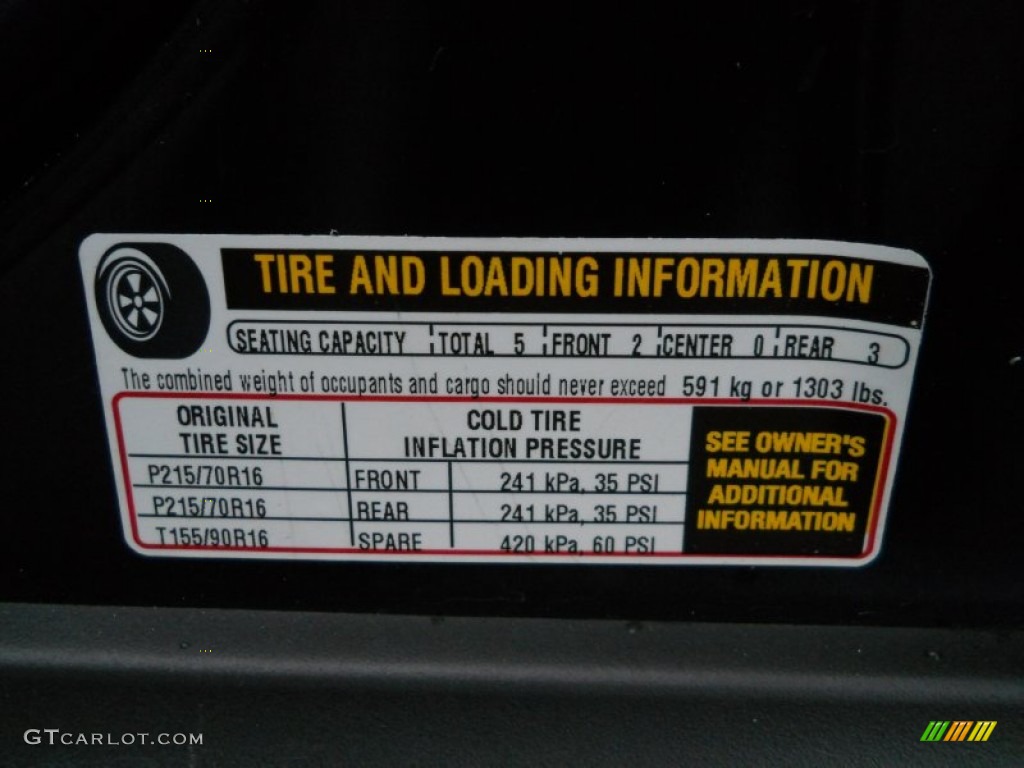 TIRE AND LOADING INFORMATION
SEATING CAPACITY TOTAL 5 FRONT 2 CENTER 0 REAR 3
The combined weight of occupants and cargo should never exceed 591 kg or 1303 lbs.
ORIGINAL
TIRE SIZE
COLD TIRE
INFLATION PRESSURE
P215/70R16 FRONT 241 kPa, 35 PSI
P215/70R16 REAR 241 kPa, 35 PSI
T155/90R16 SPARE 420 kPa, 60 PSI
SEE OWNER'S
MANUAL FOR
ADDITIONAL
INFORMATION
GTCARLOT.COM